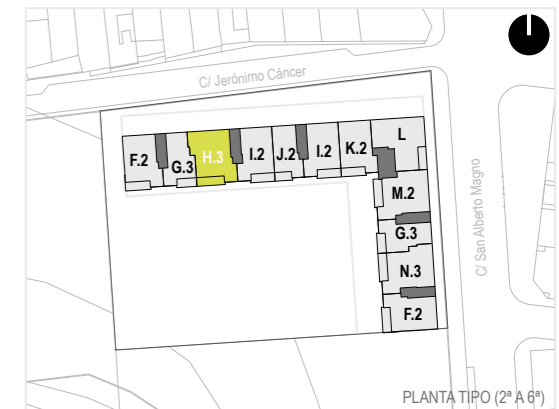 C/ Jerónimo Cáncer
F.2
G.3
H.3
I.2
J.2
I.2
K.2
L
M.2
G.3
N.3
F.2
C/ San Alberto Magno
PLANTA TIPO (2ª A 6ª)